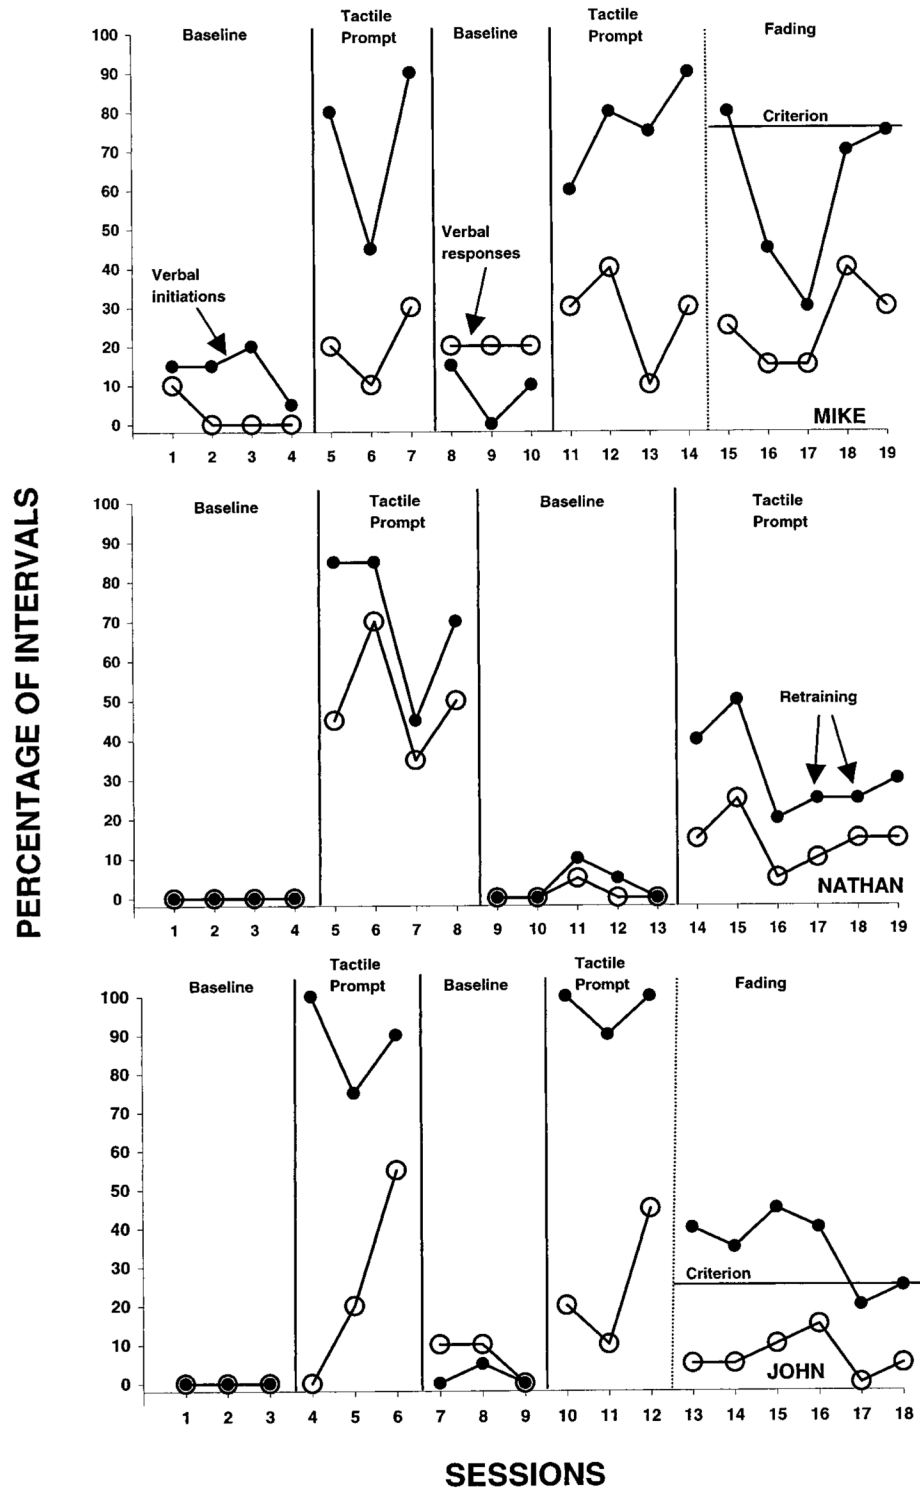 PERCENTAGE OF INTERVALS
Baseline
Tactile
Prompt
Baseline
Tactile
Prompt
Fading
100
90
80
70
60
50
40
30
20
10
0
Criterion
Verbal
responses
Verbal
initiations
MIKE
1 2 3 4 5 6 7 8 9 10 11 12 13 14 15 16 17 18 19
Baseline
Tactile
Prompt
Baseline
Tactile
Prompt
100
90
80
70
60
50
40
30
20
10
0
Retraining
NATHAN
1 2 3 4 5 6 7 8 9 10 11 12 13 14 15 16 17 18 19
Baseline
Tactile
Prompt
Baseline
Tactile
Prompt
Fading
100
90
80
70
60
50
40
30
20
10
0
Criterion
JOHN
1 2 3 4 5 6 7 8 9 10 11 12 13 14 15 16 17 18
SESSIONS